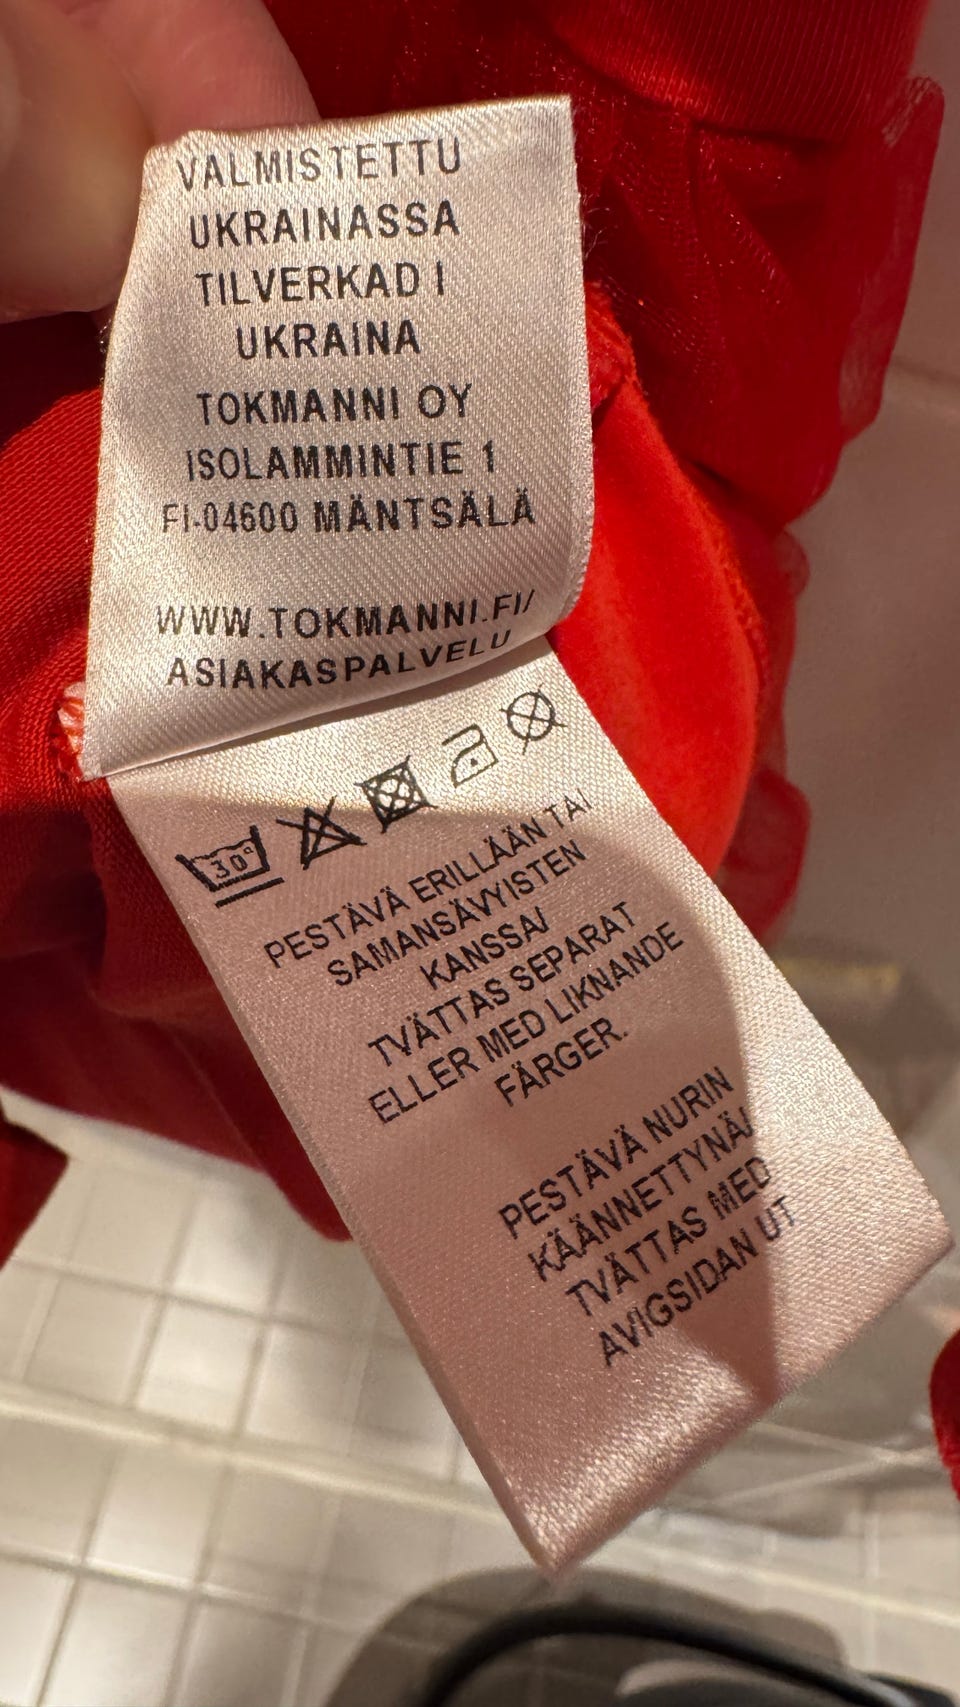 VALMISTETTU
UKRAINASSA
TILVERKAD I
UKRAINA
TOKMANNI OY
ISOLAMMINTIE 1
FI-04600 MÄNTSÄLÄ
WWW.TOKMANNI.FI/
ASIAKASPALVELU
30°
PESTÄVÄ ERILLÄÄN TAI
SAMANSÄVYISTEN
KANSSA/
TVÄTTAS SEPARAT
ELLER MED LIKNANDE
FÄRGER.
PESTÄVÄ NURIN
KÄÄNNETTYNÄ/
TVÄTTAS MED
AVIGSIDAN UT